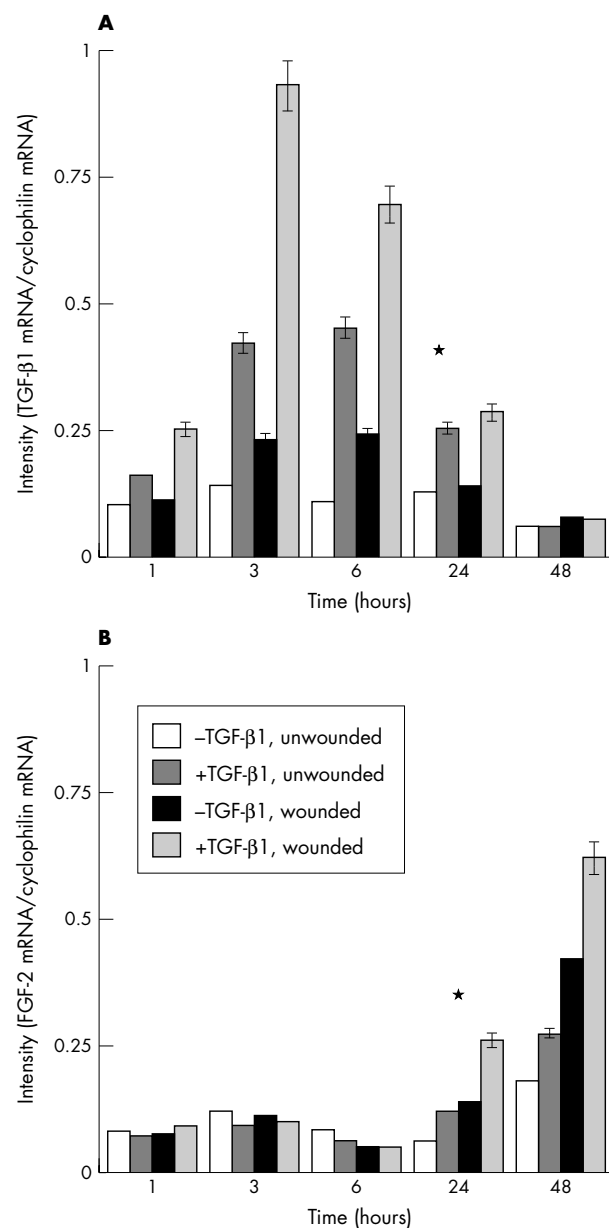 A
Intensity (TGF-β1 mRNA/cyclophilin mRNA)
1
0.75
0.5
0.25
0
1 3 6 24 48
Time (hours)
B
Intensity (FGF-2 mRNA/cyclophilin mRNA)
1
0.75
0.5
0.25
0
–TGF-β1, unwounded
+TGF-β1, unwounded
–TGF-β1, wounded
+TGF-β1, wounded
1 3 6 24 48
Time (hours)